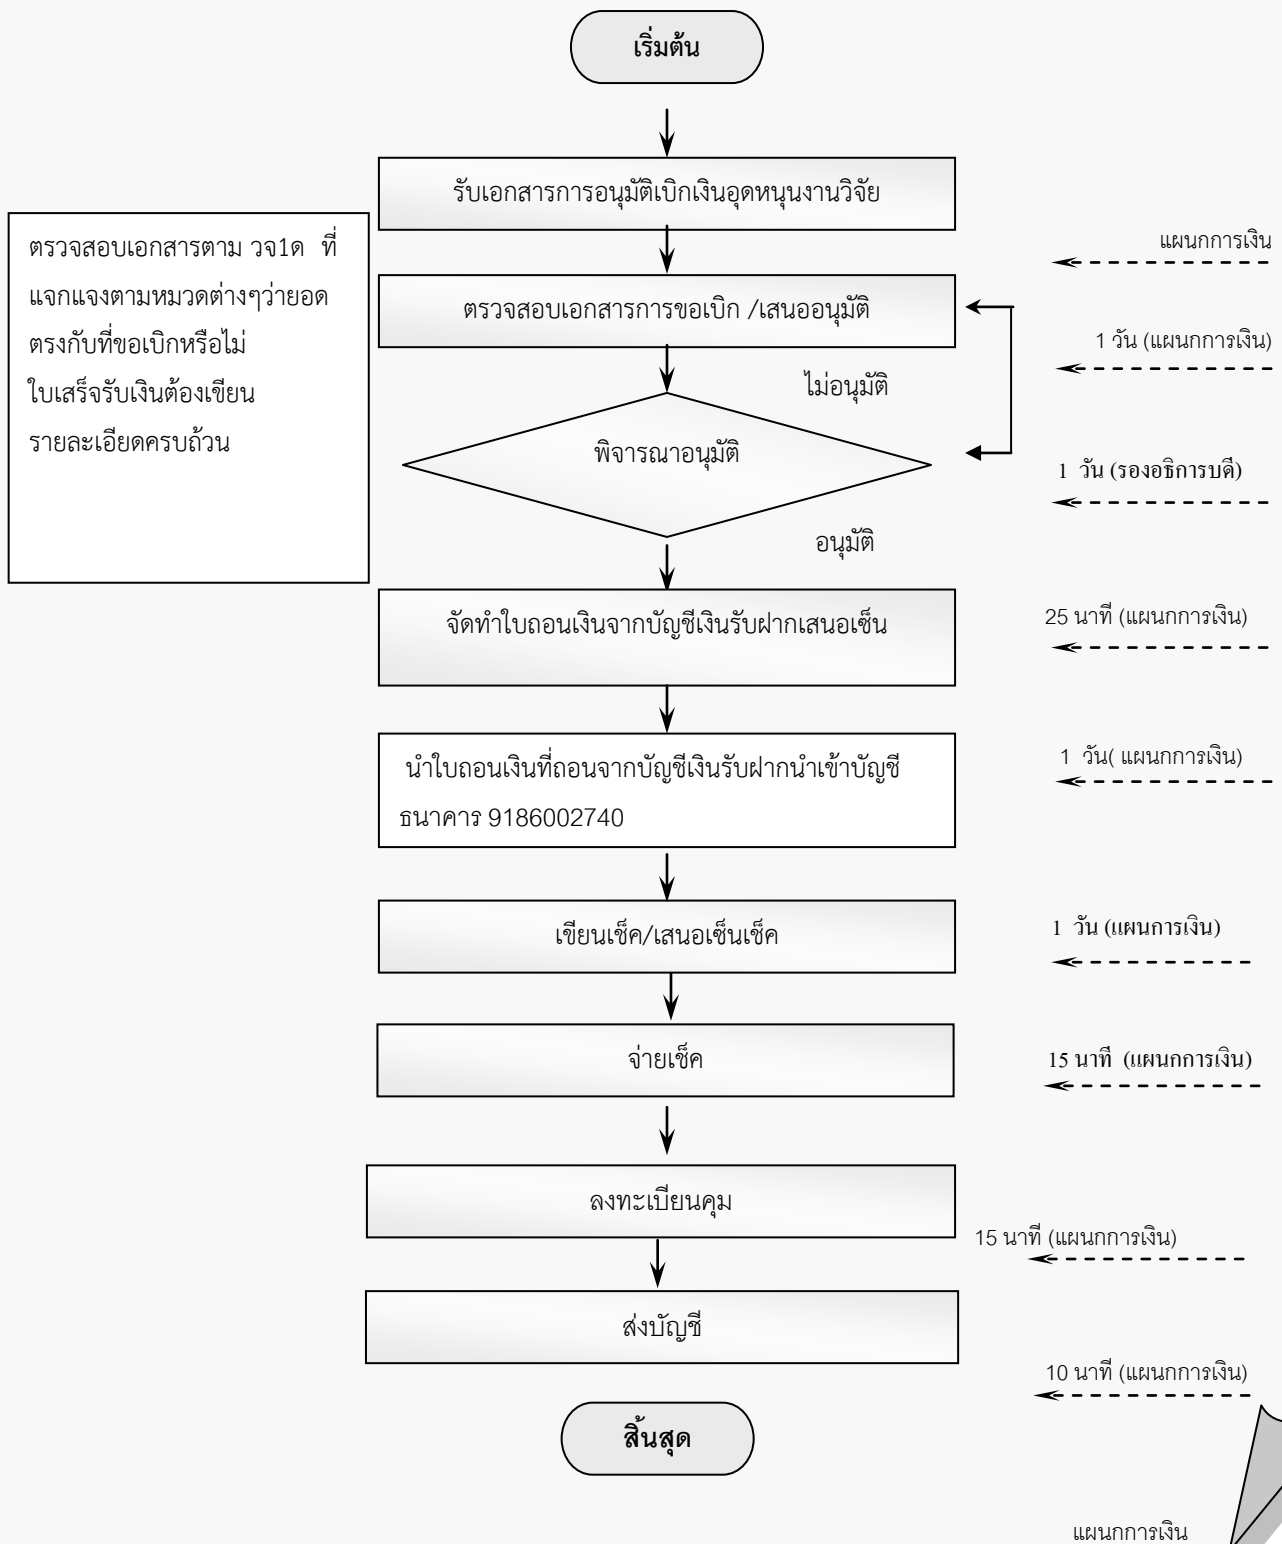 เริ่มต้น
รับเอกสารการอนุมัติเบิกเงินอุดหนุนงานวิจัย
ตรวจสอบเอกสารตาม วจ1ด ที่
แจกแจงตามหมวดต่างๆว่ายอด
ตรงกับที่ขอเบิกหรือไม่
ใบเสร็จรับเงินต้องเขียน
รายละเอียดครบถ้วน
แผนกการเงิน
ตรวจสอบเอกสารการขอเบิก /เสนออนุมัติ
1 วัน (แผนกการเงิน)
ไม่อนุมัติ
พิจารณาอนุมัติ
1 วัน (รองอธิการบดี)
อนุมัติ
จัดทำใบถอนเงินจากบัญชีเงินรับฝากเสนอเซ็น
25 นาที (แผนกการเงิน)
นำใบถอนเงินที่ถอนจากบัญชีเงินรับฝากนำเข้าบัญชี
ธนาคาร 9186002740
1 วัน( แผนกการเงิน)
เขียนเช็ค/เสนอเซ็นเช็ค
1 วัน (แผนการเงิน)
จ่ายเช็ค
15 นาที (แผนกการเงิน)
ลงทะเบียนคุม
15 นาที (แผนกการเงิน)
ส่งบัญชี
10 นาที (แผนกการเงิน)
สิ้นสุด
แผนกการเงิน